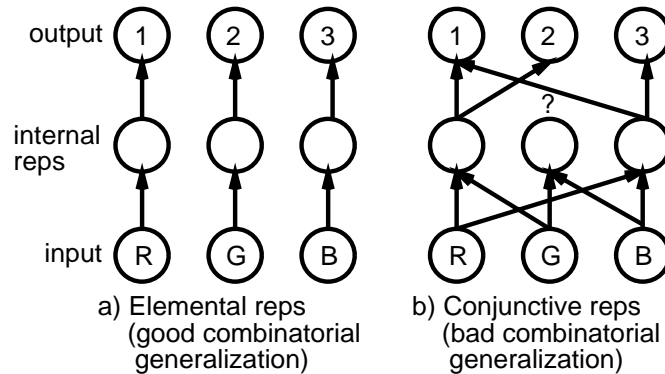 output 1 2 3 1 2 3
?
internal reps
input R G B R G B
a) Elemental reps
(good combinatorial
generalization)
b) Conjunctive reps
(bad combinatorial
generalization)